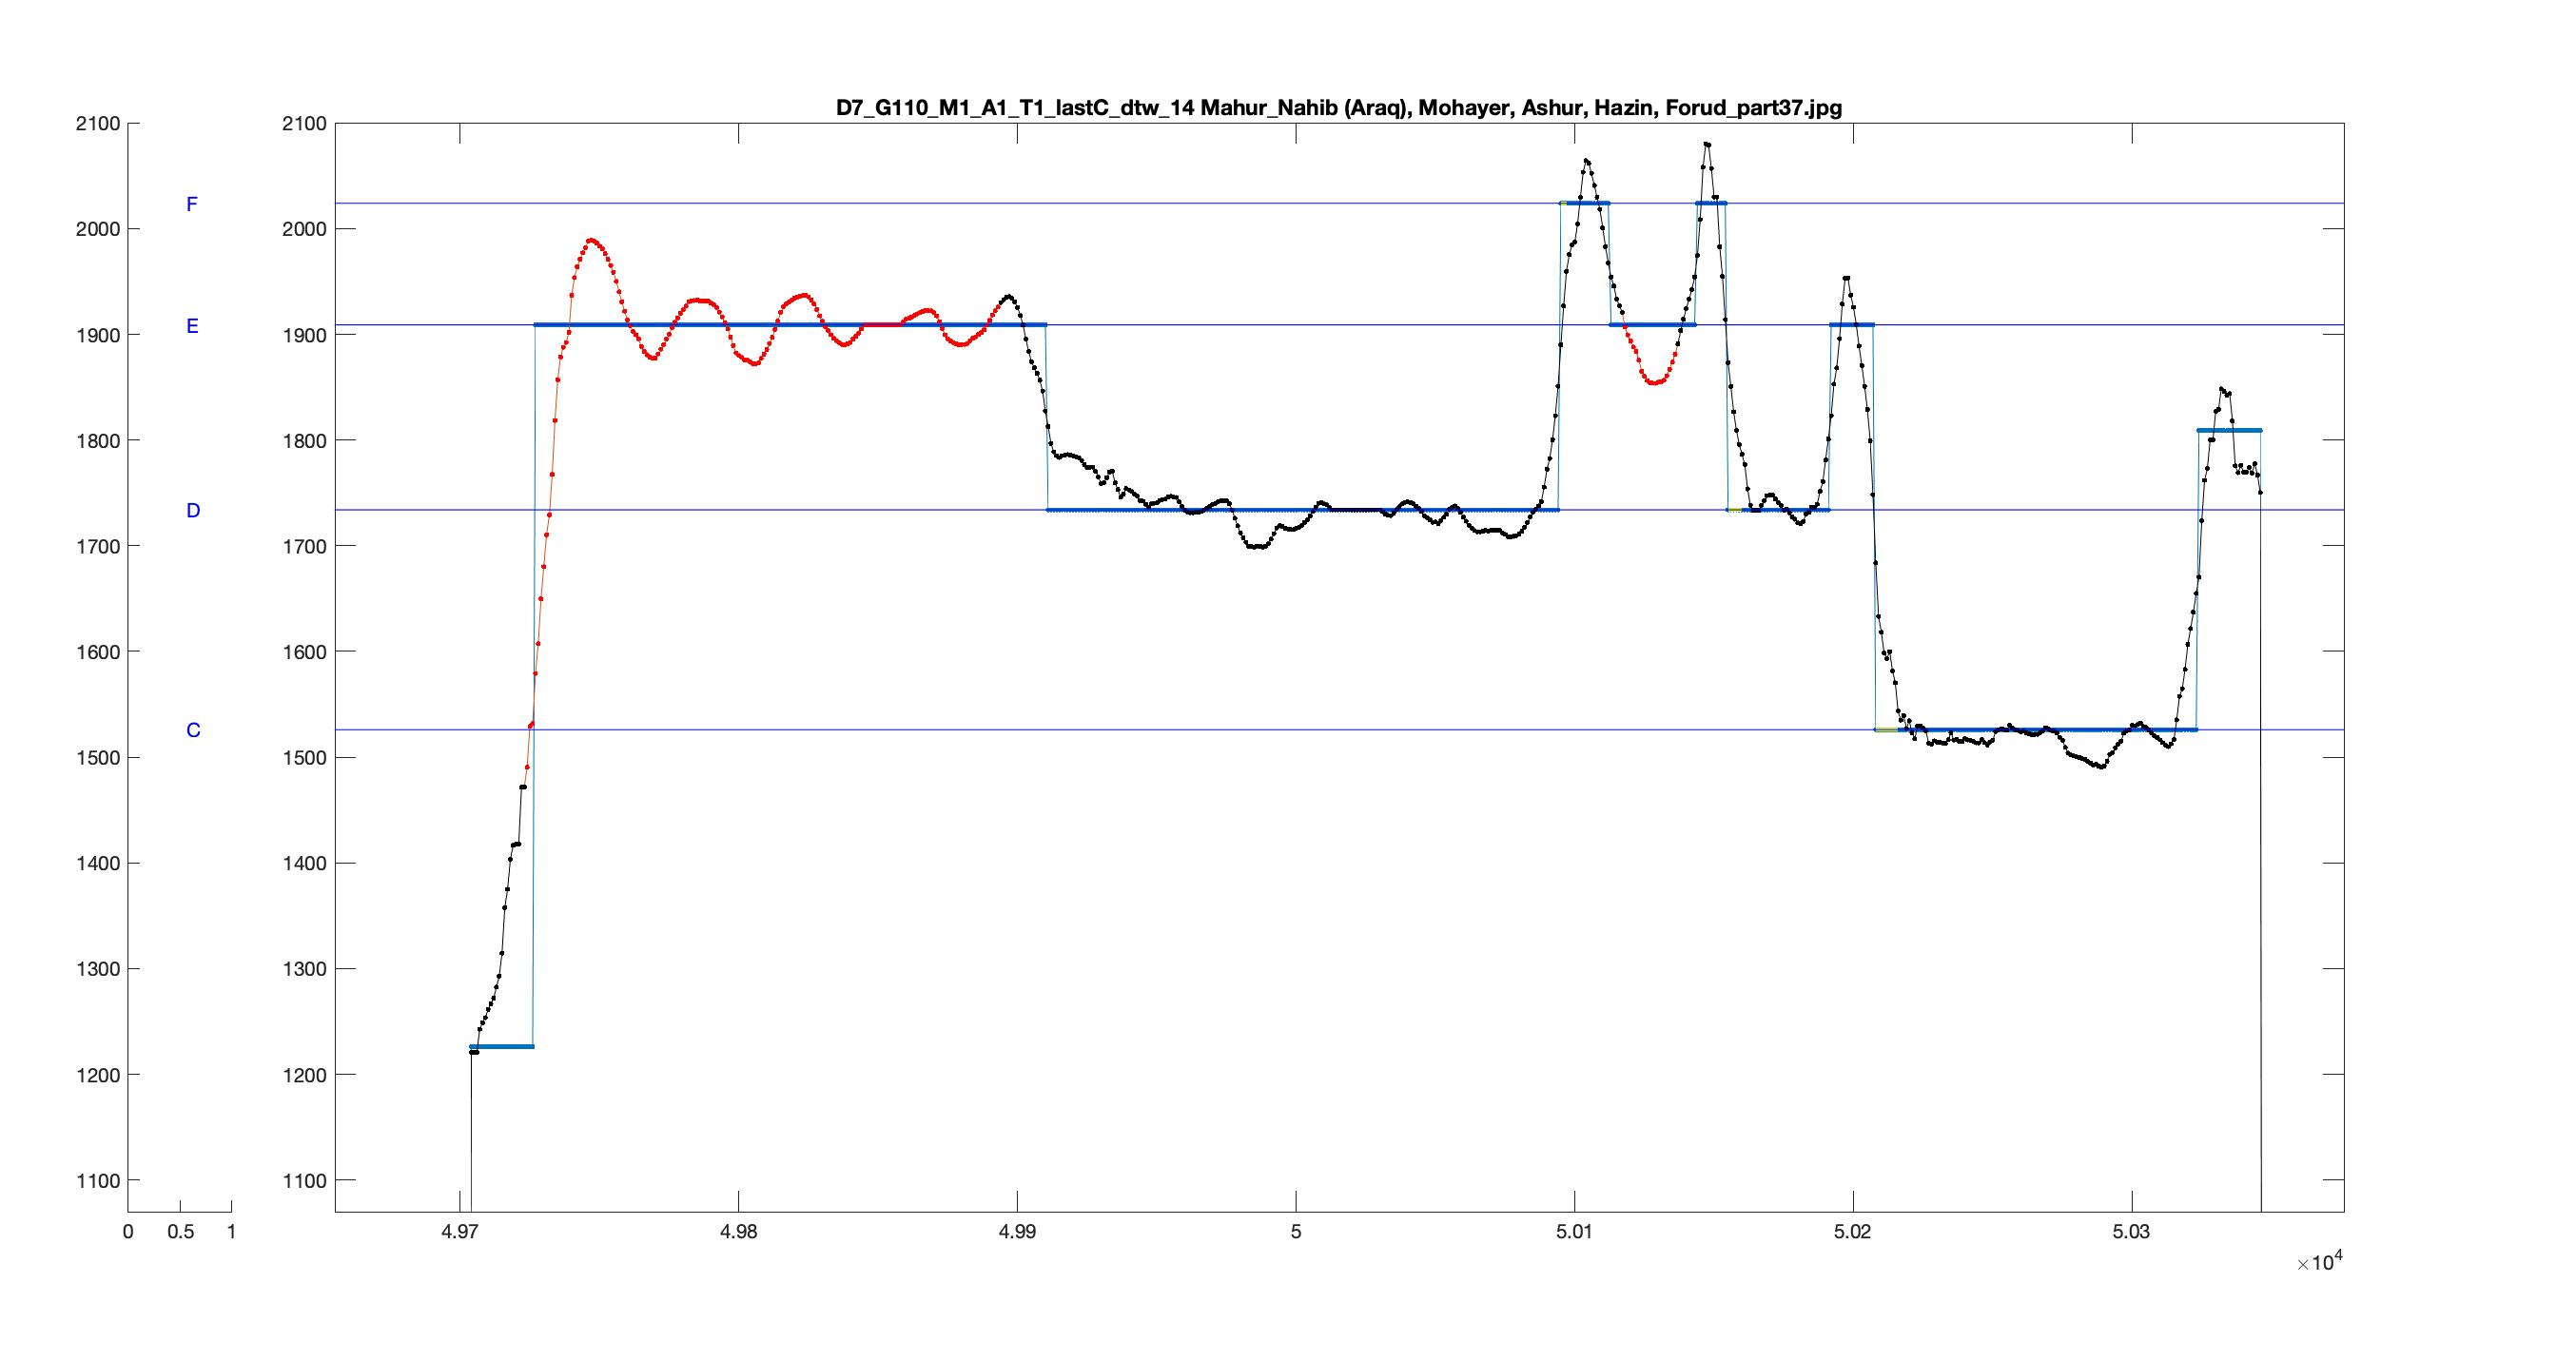 D7_G110_M1_A1_T1_lastC_dtw_14 Mahur_Nahib (Araq), Mohayer, Ashur, Hazin, Forud_part37.jpg
2100 2100
F
2000 2000
E
1900 1900
1800 1800
D
1700 1700
1600 1600
C
1500 1500
1400 1400
1300 1300
1200 1200
1100 1100
0 0.5 1 4.97 4.98 4.99 5 5.01 5.02 5.03
×10⁴